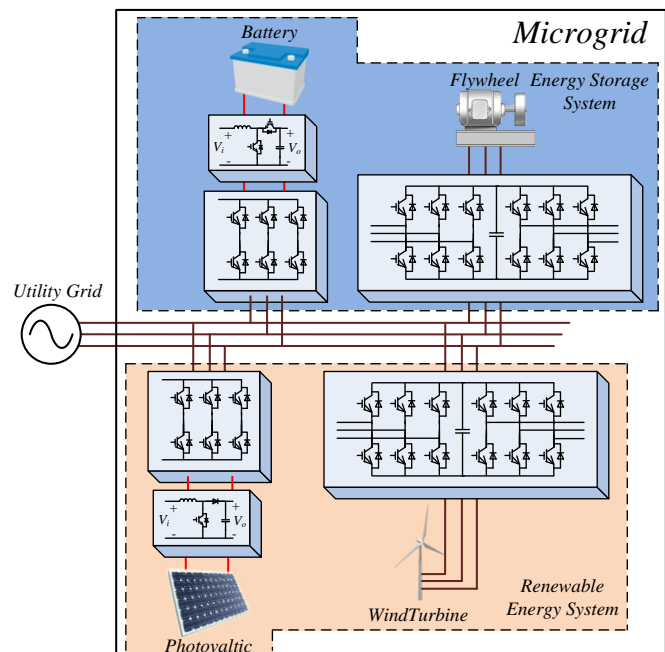 Microgrid
Battery
Flywheel
Energy Storage
System
+ +
Vi Vo
- -
Utility Grid
+ +
Vi Vo
- -
WindTurbine
Renewable
Energy System
Photovaltic